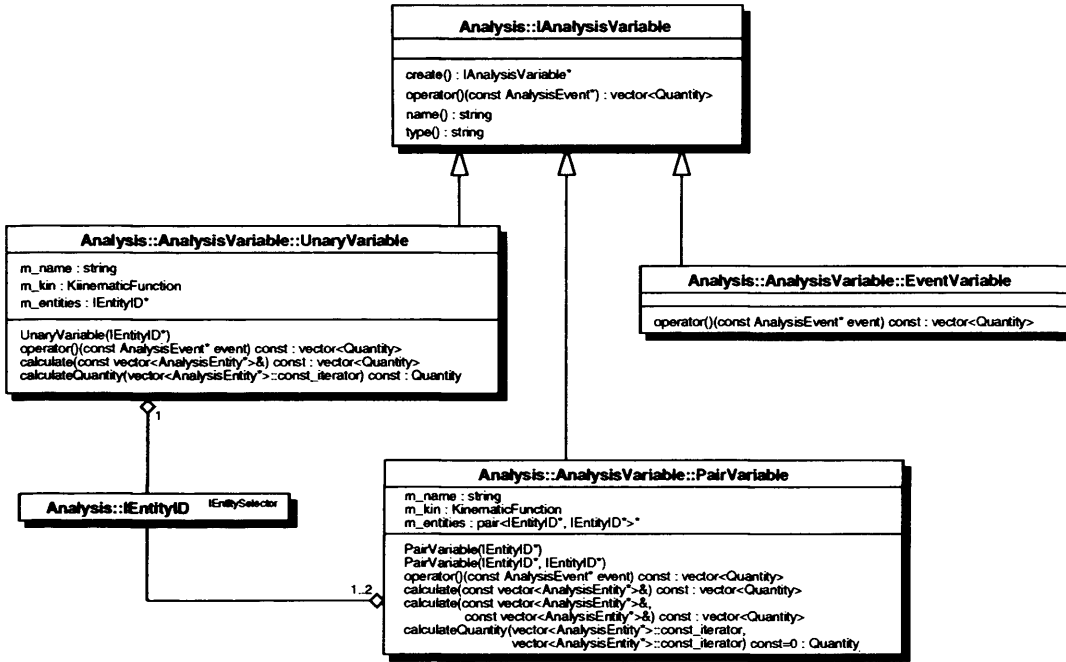 Analysis::IAnalysisVariable
create() : IAnalysisVariable*
operator()(const AnalysisEvent*) : vector<Quantity>
name() : string
type() : string
Analysis::AnalysisVariable::UnaryVariable
m_name : string
m_kin : KiinematicFunction
m_entities : IEntityID*
UnaryVariable(IEntityID*)
operator()(const AnalysisEvent* event) const : vector<Quantity>
calculate(const vector<AnalysisEntity*>&) const : vector<Quantity>
calculateQuantity(vector<AnalysisEntity*>::const_iterator) const : Quantity
Analysis::AnalysisVariable::EventVariable
operator()(const AnalysisEvent* event) const : vector<Quantity>
1
Analysis::IEntityID IEntitySelector
1..2
Analysis::AnalysisVariable::PairVariable
m_name : string
m_kin : KinematicFunction
m_entities : pair<IEntityID*, IEntityID*>*
PairVariable(IEntityID*)
PairVariable(IEntityID*, IEntityID*)
operator()(const AnalysisEvent* event) const : vector<Quantity>
calculate(const vector<AnalysisEntity*>&) const : vector<Quantity>
calculate(const vector<AnalysisEntity*>&,
const vector<AnalysisEntity*>&) const : vector<Quantity>
calculateQuantity(vector<AnalysisEntity*>::const_iterator,
vector<AnalysisEntity*>::const_iterator) const=0 : Quantity